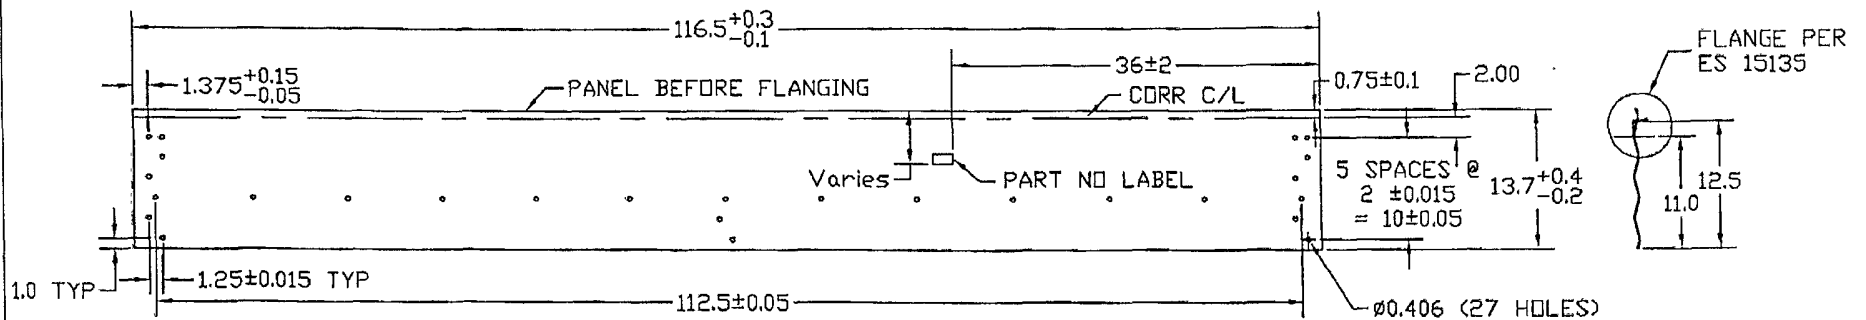 116.5+0.3
-0.1
FLANGE PER
ES 15135
36±2
1.375+0.15
-0.05
PANEL BEFORE FLANGING
CORR C/L
0.75±0.1
2.00
Varies
PART NO LABEL
5 SPACES @
2 ±0.015
= 10±0.05
13.7+0.4
-0.2
11.0
12.5
1.0 TYP
1.25±0.015 TYP
112.5±0.05
ø0.406 (27 HOLES)